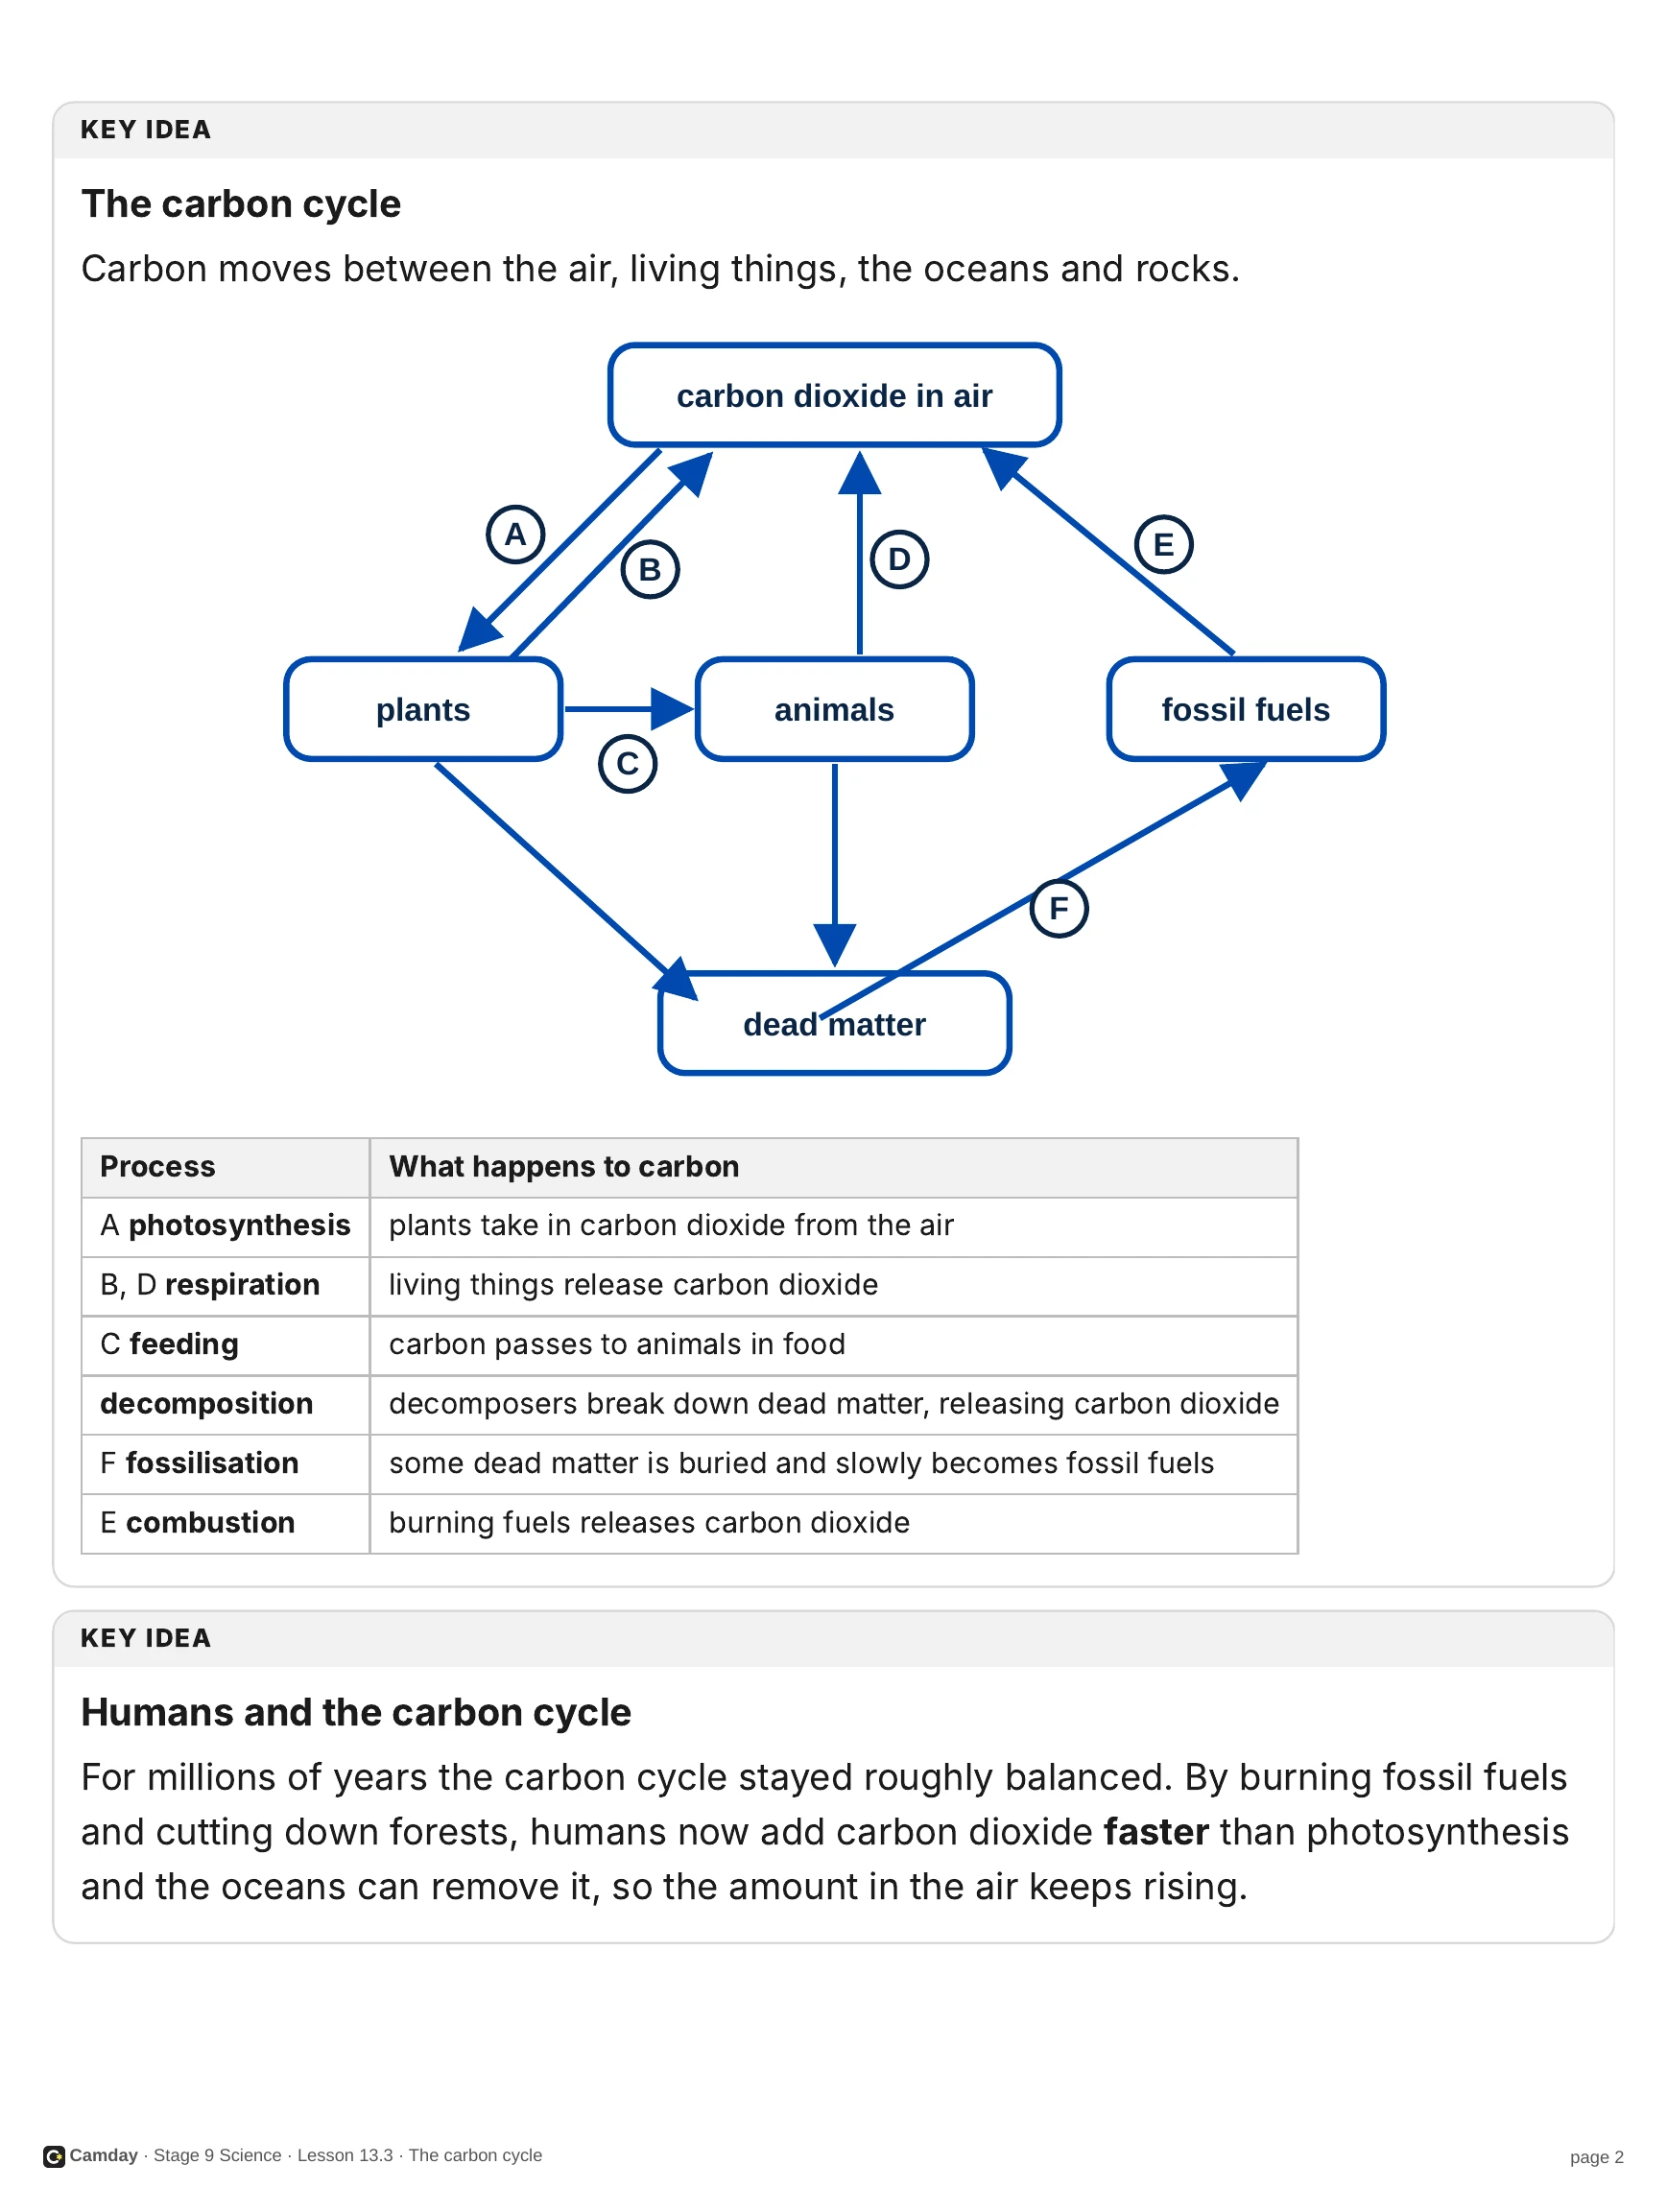 KEY IDEA
The carbon cycle
Carbon moves between the air, living things, the oceans and rocks.
carbon dioxide in air
A
B
D
E
plants
animals
fossil fuels
C
F
dead matter
Process What happens to carbon
A photosynthesis plants take in carbon dioxide from the air
B, D respiration living things release carbon dioxide
C feeding carbon passes to animals in food
decomposition decomposers break down dead matter, releasing carbon dioxide
F fossilisation some dead matter is buried and slowly becomes fossil fuels
E combustion burning fuels releases carbon dioxide
KEY IDEA
Humans and the carbon cycle
For millions of years the carbon cycle stayed roughly balanced. By burning fossil fuels
and cutting down forests, humans now add carbon dioxide faster than photosynthesis
and the oceans can remove it, so the amount in the air keeps rising.
Camday · Stage 9 Science · Lesson 13.3 · The carbon cycle
page 2